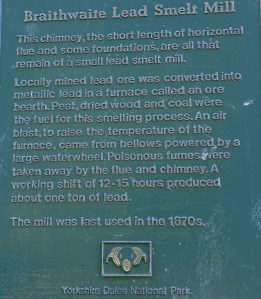 Braithwaite Lead Smelt Mill
This chimney, the short length of horizontal
flue and some foundations, are all that
remain of a small lead smelt mill.
Locally mined lead ore was converted into
metallic lead in a furnace called an ore
hearth. Peat, dried wood and coal were
the fuel for this smelting process. An air
blast, to raise the temperature of the
furnace, came from bellows powered by a
large waterwheel. Poisonous fumes were
taken away by the flue and chimney. A
working shift of 12-15 hours produced
about one ton of lead.
The mill was last used in the 1870s.
Yorkshire Dales National Park.